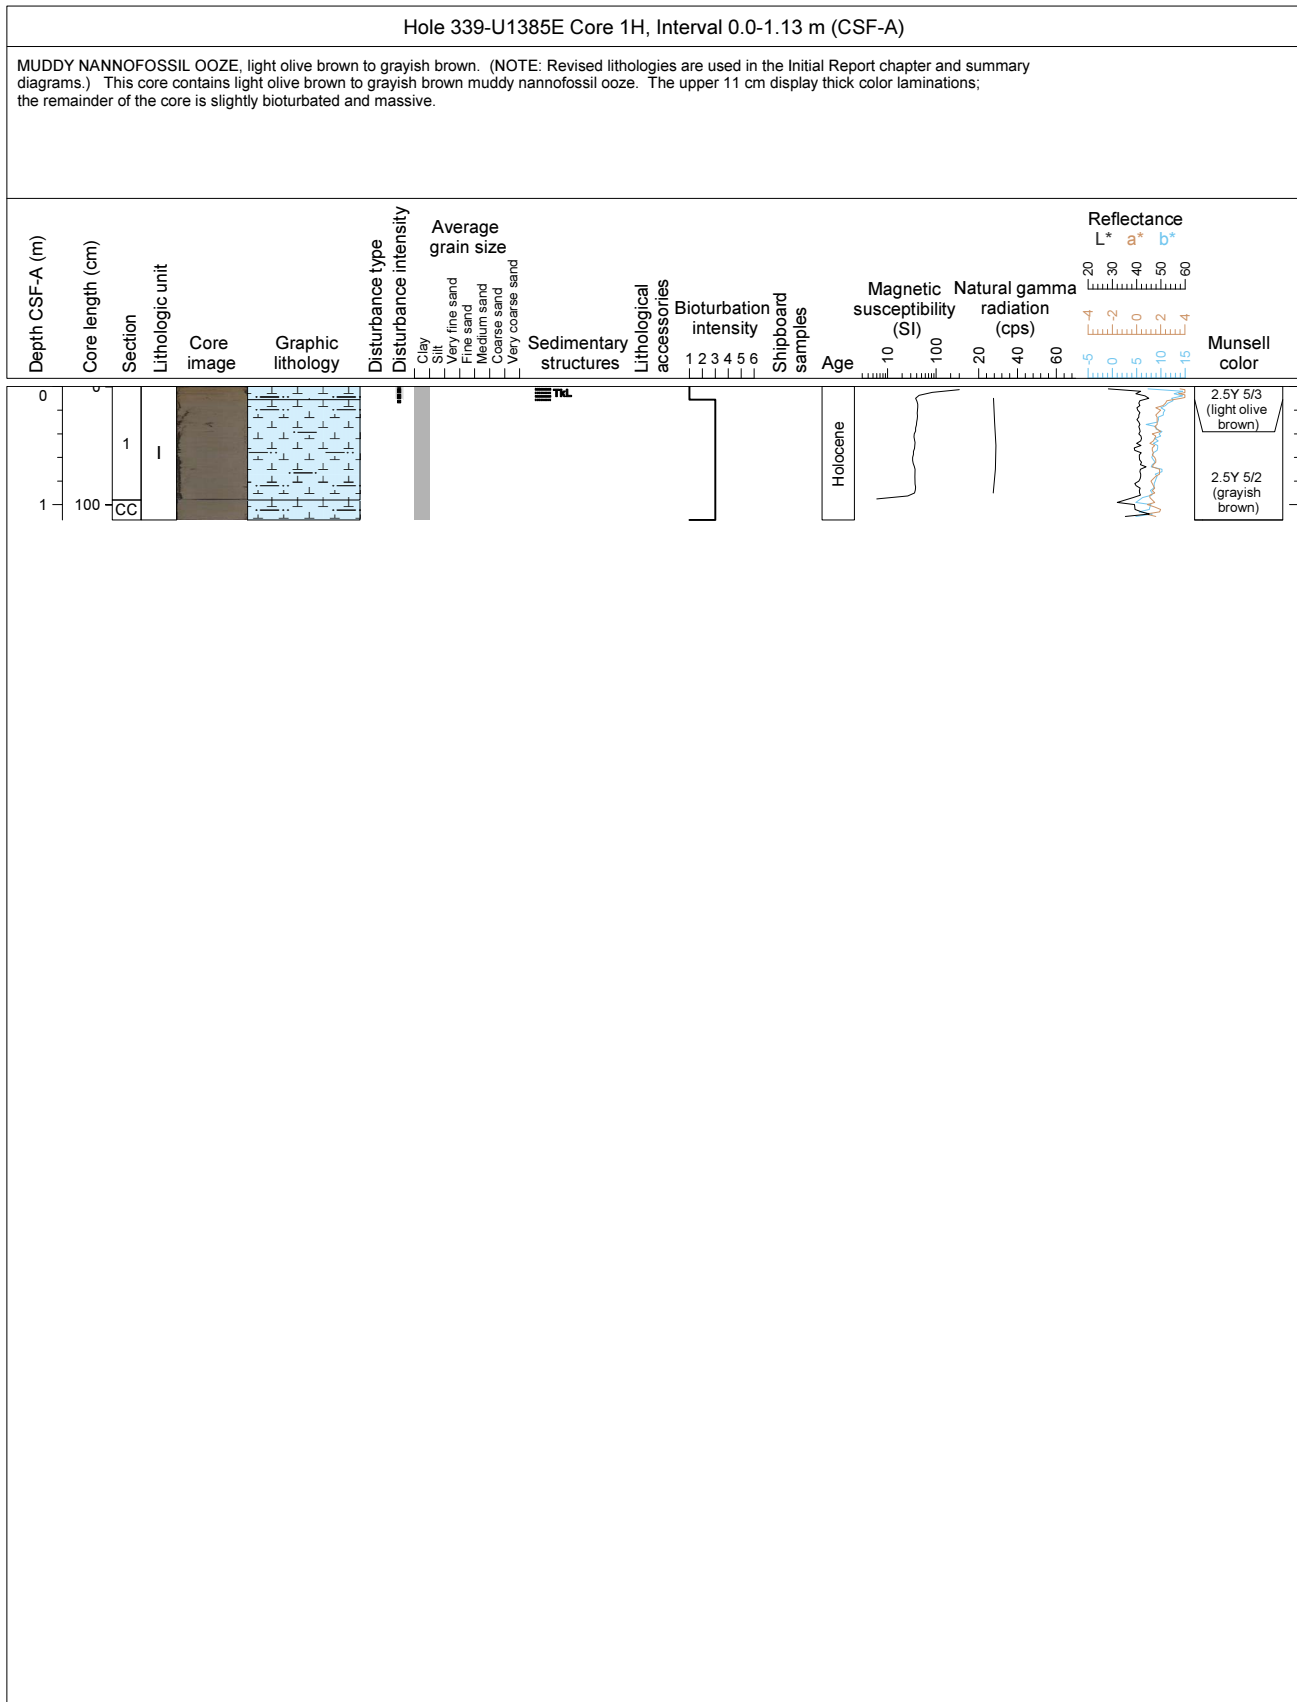 Hole 339-U1385E Core 1H, Interval 0.0-1.13 m (CSF-A)
MUDDY NANNOFOSSIL OOZE, light olive brown to grayish brown.  (NOTE: Revised lithologies are used in the Initial Report chapter and summary
diagrams.)   This core contains light olive brown to grayish brown muddy nannofossil ooze.  The upper 11 cm display thick color laminations;
the remainder of the core is slightly bioturbated and massive.
Depth CSF-A (m)
Core length (cm)
Section
Lithologic unit
Core
image
Graphic
lithology
Disturbance type
Disturbance intensity
Average
grain size
Clay
Silt
Very fine sand
Fine sand
Medium sand
Coarse sand
Very coarse sand
Sedimentary
structures
Lithological
accessories
Bioturbation
intensity
1 2 3 4 5 6
Shipboard
samples
Age
Magnetic
susceptibility
(SI)
10 100
Natural gamma
radiation
(cps)
20 40 60
Reflectance
L* a* b*
20 30 40 50 60
-4 -2 0 2 4
-5 0 5 10 15
Munsell
color
0
1
0
100
1
CC
I
TkL
Holocene
2.5Y 5/3
(light olive
brown)
2.5Y 5/2
(grayish
brown)